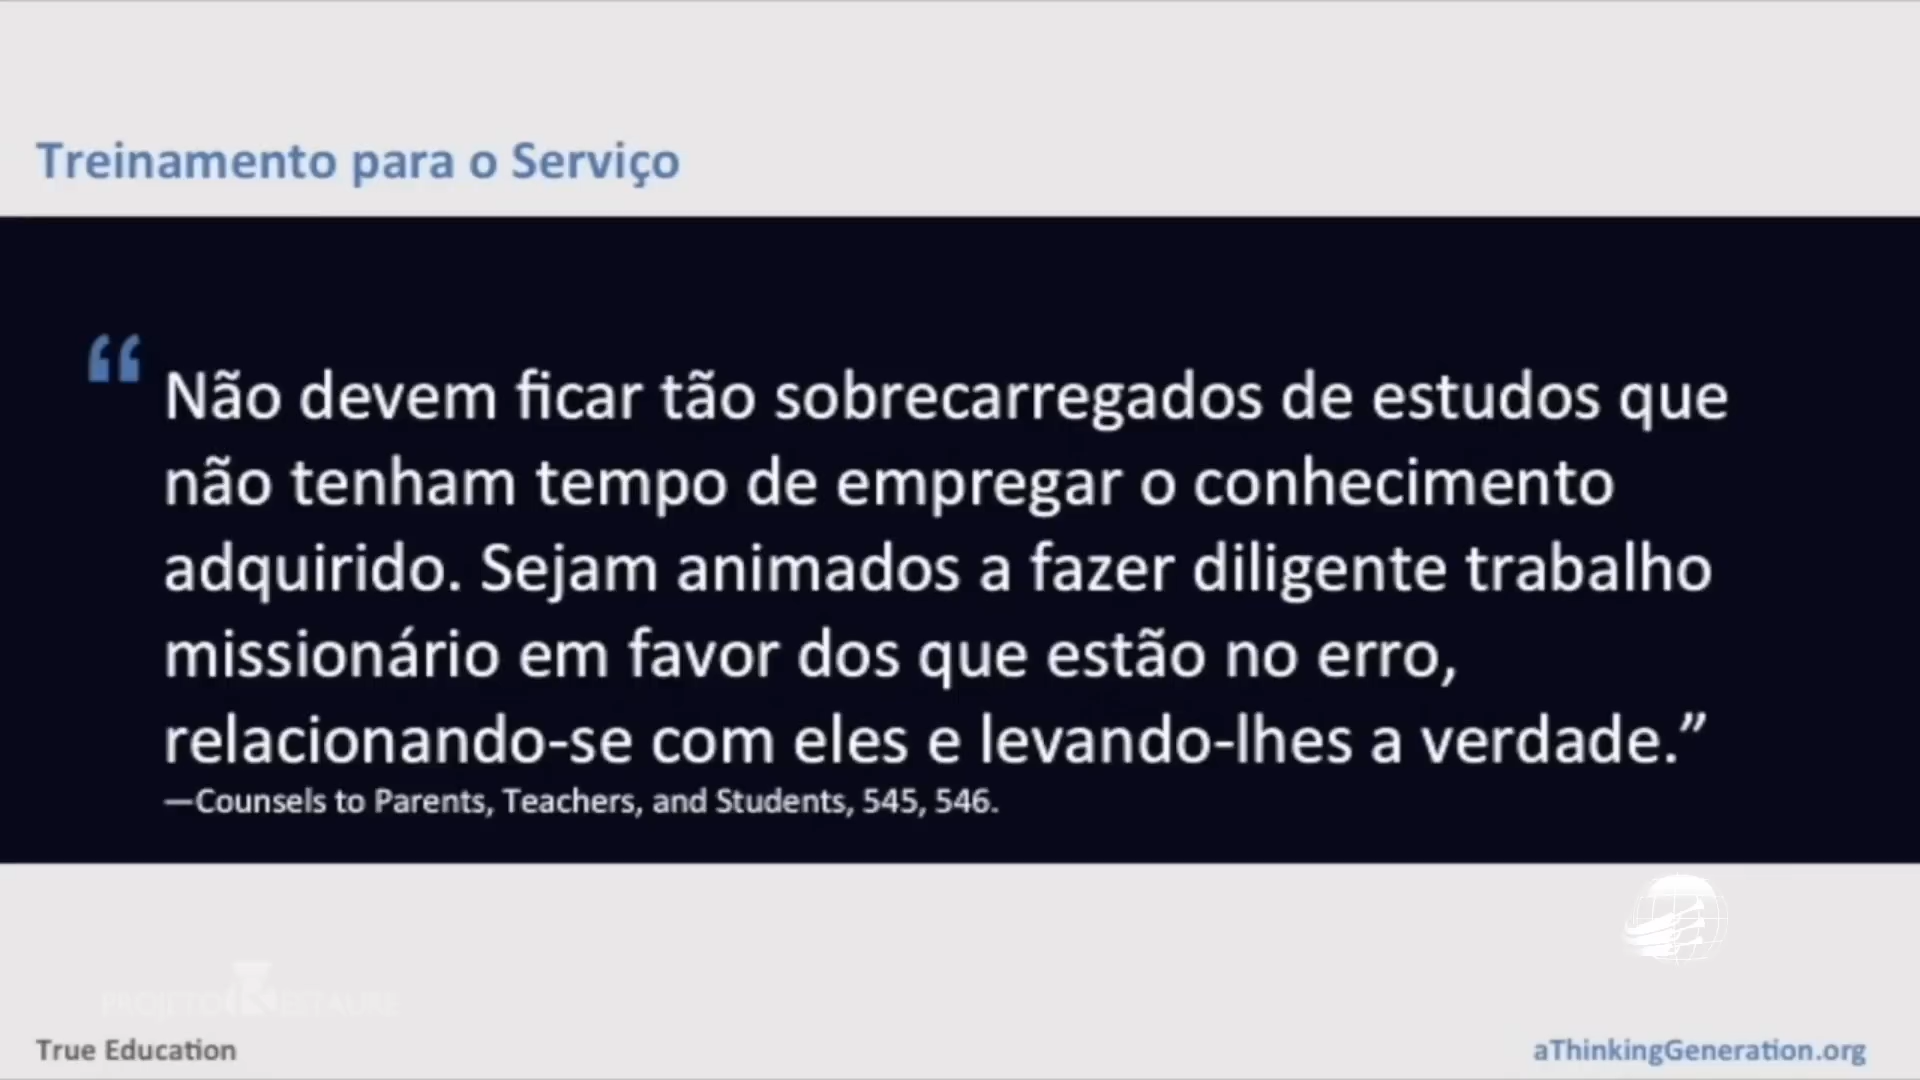 Treinamento para o Serviço
“
Não devem ficar tão sobrecarregados de estudos que
não tenham tempo de empregar o conhecimento
adquirido. Sejam animados a fazer diligente trabalho
missionário em favor dos que estão no erro,
relacionando-se com eles e levando-lhes a verdade.”
—Counsels to Parents, Teachers, and Students, 545, 546.
PROJETO RESTAURE
True Education
aThinkingGeneration.org